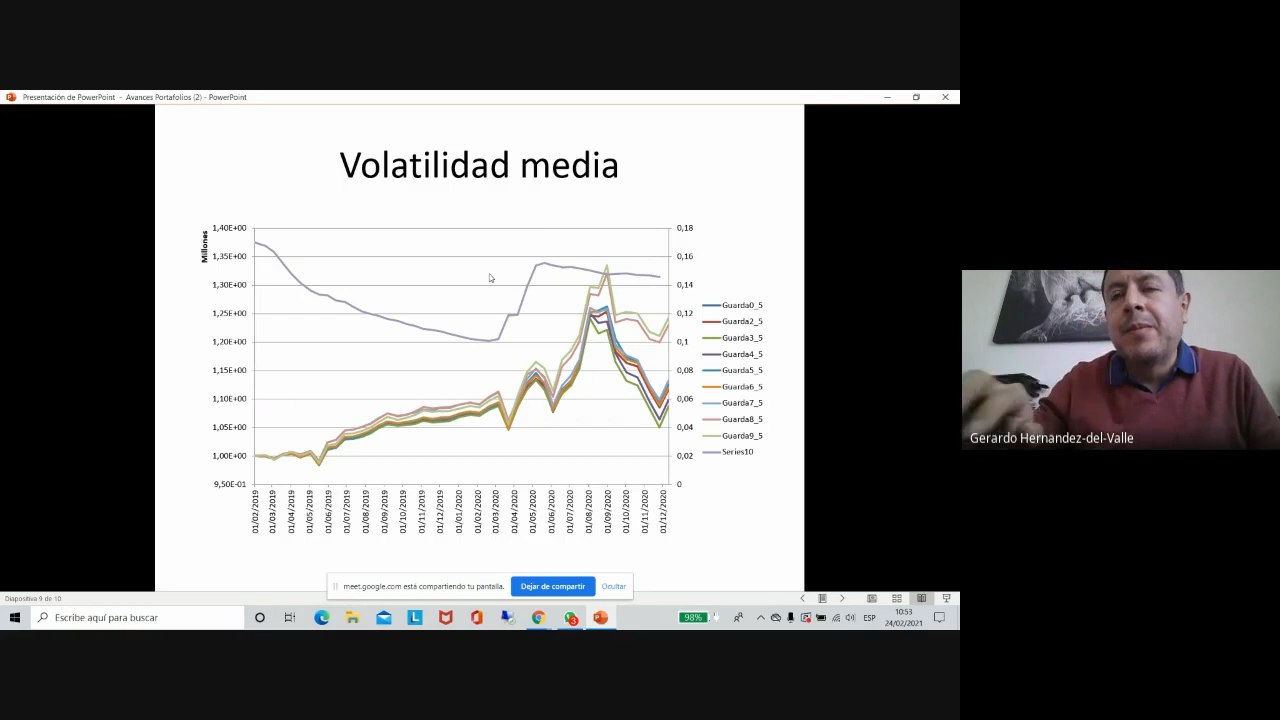 Presentación de PowerPoint - Avances Portafolios (2) - PowerPoint
Volatilidad media
Millones
1,40E+00
1,35E+00
1,30E+00
1,25E+00
1,20E+00
1,15E+00
1,10E+00
1,05E+00
1,00E+00
9,50E-01
0,18
0,16
0,14
0,12
0,1
0,08
0,06
0,04
0,02
0
01/02/2019
01/03/2019
01/04/2019
01/05/2019
01/06/2019
01/07/2019
01/08/2019
01/09/2019
01/10/2019
01/11/2019
01/12/2019
01/01/2020
01/02/2020
01/03/2020
01/04/2020
01/05/2020
01/06/2020
01/07/2020
01/08/2020
01/09/2020
01/10/2020
01/11/2020
01/12/2020
Guarda0_5
Guarda2_5
Guarda3_5
Guarda4_5
Guarda5_5
Guarda6_5
Guarda7_5
Guarda8_5
Guarda9_5
Series10
Gerardo Hernandez-del-Valle
meet.google.com está compartiendo tu pantalla.
Dejar de compartir
Ocultar
Diapositiva 9 de 10
Escribe aquí para buscar
3
98%
ESP
10:53
24/02/2021